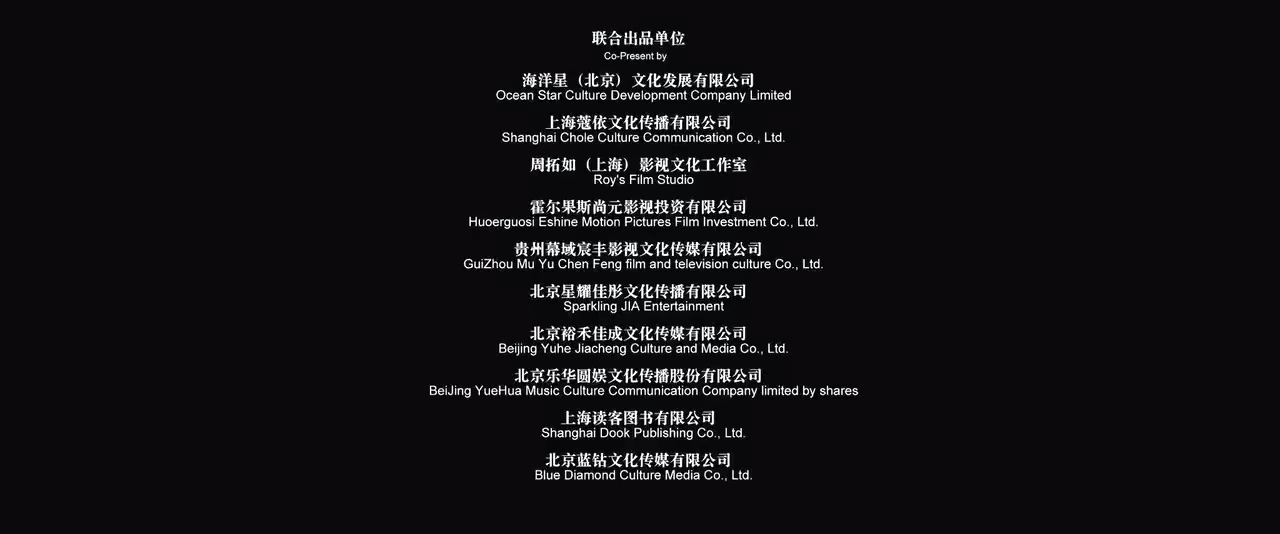 联合出品单位
Co-Present by
海洋星（北京）文化发展有限公司
Ocean Star Culture Development Company Limited
上海蔻依文化传播有限公司
Shanghai Chole Culture Communication Co., Ltd.
周拓如（上海）影视文化工作室
Roy's Film Studio
霍尔果斯尚元影视投资有限公司
Huoerguosi Eshine Motion Pictures Film Investment Co., Ltd.
贵州幕域宸丰影视文化传媒有限公司
GuiZhou Mu Yu Chen Feng film and television culture Co., Ltd.
北京星耀佳彤文化传播有限公司
Sparkling JIA Entertainment
北京裕禾佳成文化传媒有限公司
Beijing Yuhe Jiacheng Culture and Media Co., Ltd.
北京乐华圆娱文化传播股份有限公司
BeiJing YueHua Music Culture Communication Company limited by shares
上海读客图书有限公司
Shanghai Dook Publishing Co., Ltd.
北京蓝钻文化传媒有限公司
Blue Diamond Culture Media Co., Ltd.